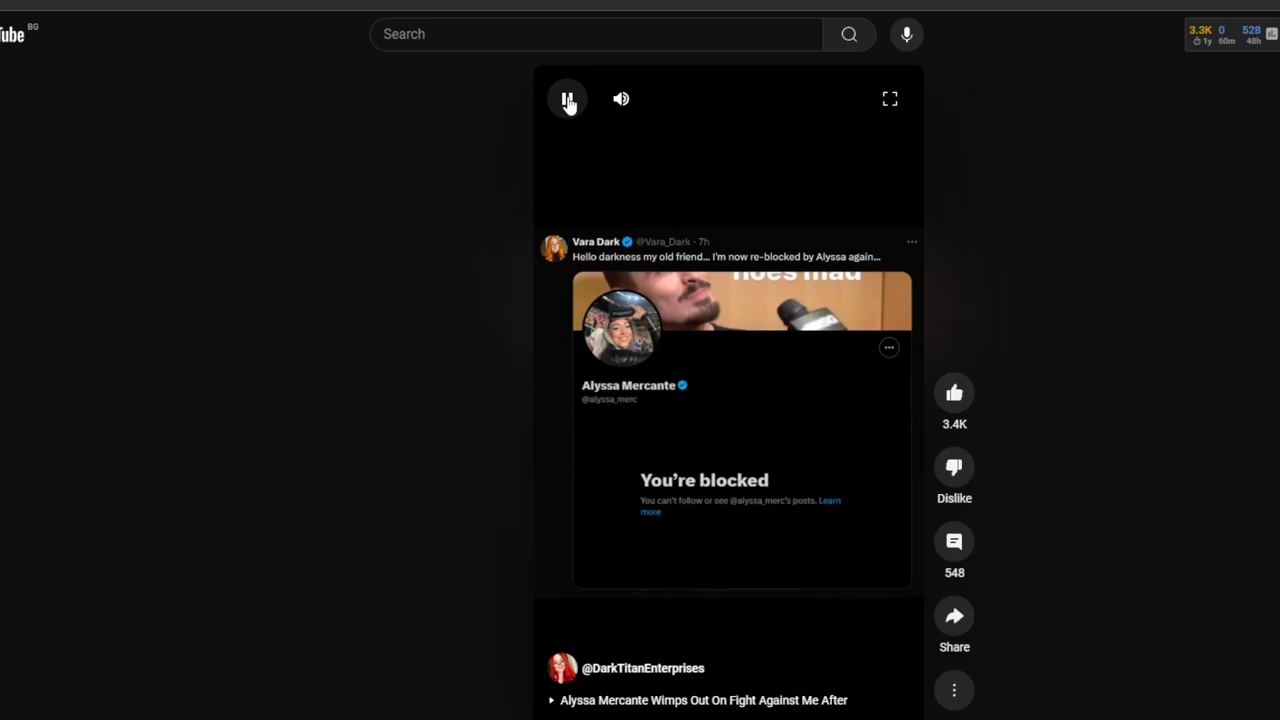 Tube BG
Search
3.3K 0 528
1y 60m 48h
Vara Dark @Vara_Dark · 7h
Hello darkness my old friend... I'm now re-blocked by Alyssa again...
hoes mad
Alyssa Mercante
@alyssa_merc
You're blocked
You can't follow or see @alyssa_merc's posts. Learn
more
3.4K
Dislike
548
Share
@DarkTitanEnterprises
Alyssa Mercante Wimps Out On Fight Against Me After